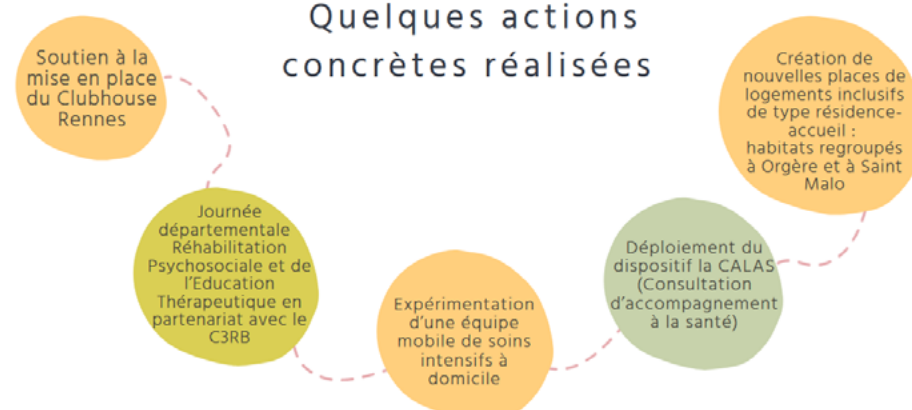 Quelques actions
concrètes réalisées
Soutien à la
mise en place
du Clubhouse
Rennes
Journée
départementale
Réhabilitation
Psychosociale et de
l'Education
Thérapeutique en
partenariat avec le
C3RB
Expérimentation
d'une équipe
mobile de soins
intensifs à
domicile
Déploiement du
dispositif la CALAS
(Consultation
d'accompagnement
à la santé)
Création de
nouvelles places de
logements inclusifs
de type résidence-
accueil :
habitats regroupés
à Orgère et à Saint
Malo